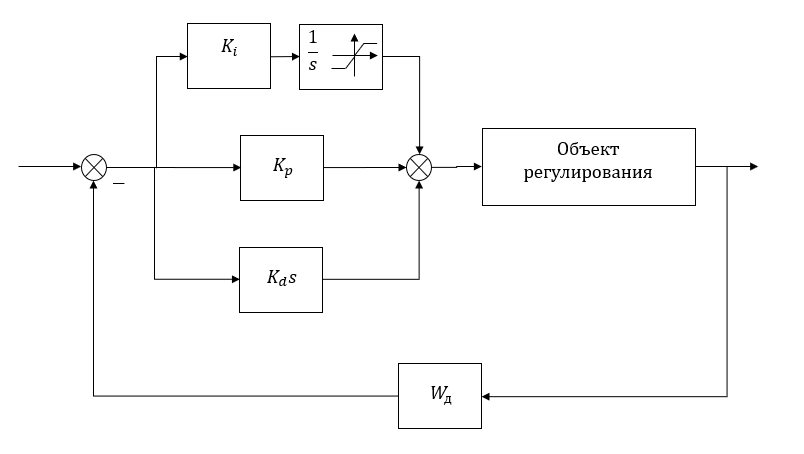 K_i
1
s
K_p
Объект
регулирования
−
K_d s
W_д